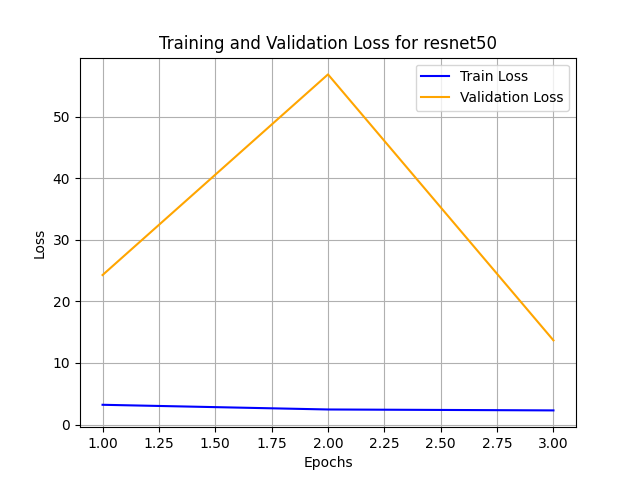 Training and Validation Loss for resnet50
Train Loss
Validation Loss
Loss
50
40
30
20
10
0
1.00 1.25 1.50 1.75 2.00 2.25 2.50 2.75 3.00
Epochs